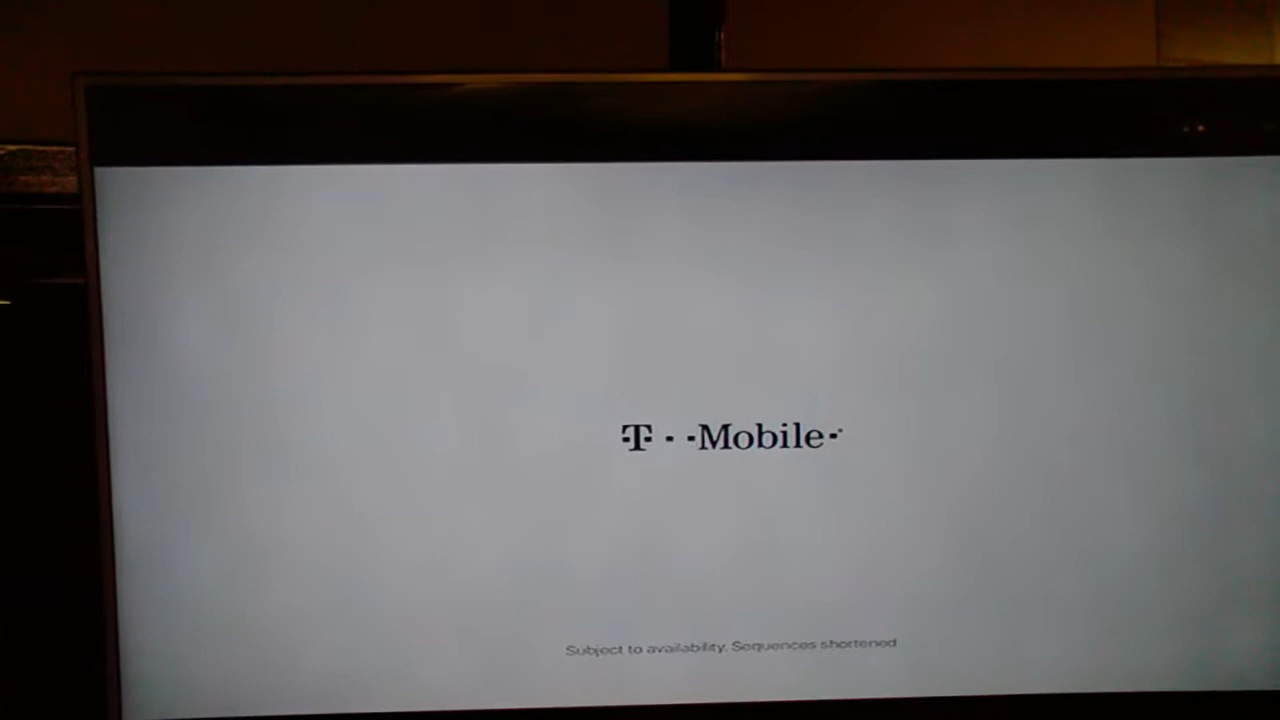 T · · Mobile ·
Subject to availability. Sequences shortened